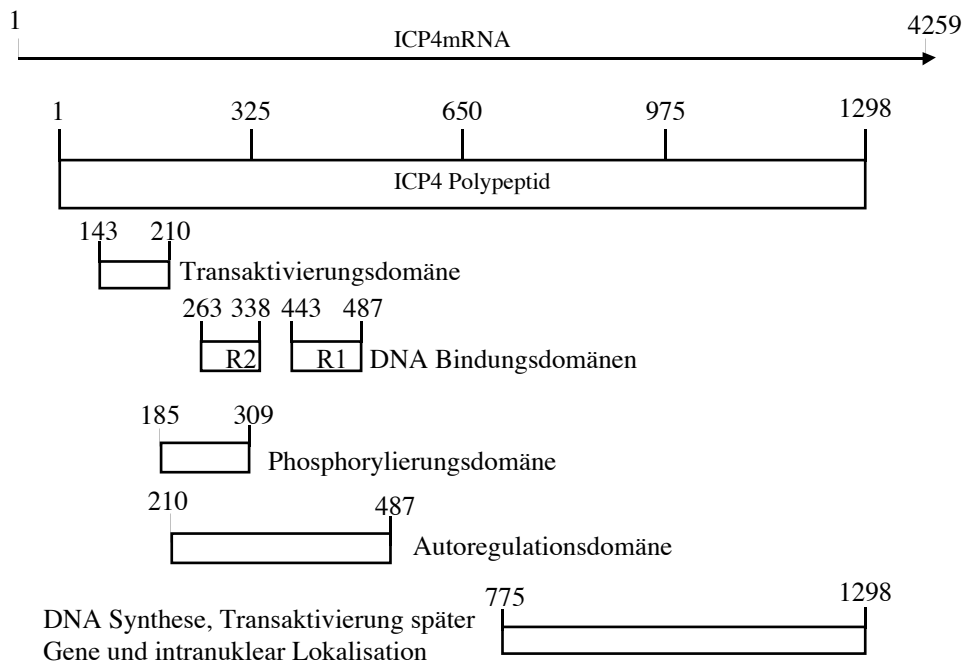 1 4259
ICP4mRNA
1 325 650 975 1298
ICP4 Polypeptid
143 210
Transaktivierungsdomäne
263 338 443 487
R2 R1 DNA Bindungsdomänen
185 309
Phosphorylierungsdomäne
210 487
Autoregulationsdomäne
775 1298
DNA Synthese, Transaktivierung später
Gene und intranuklear Lokalisation